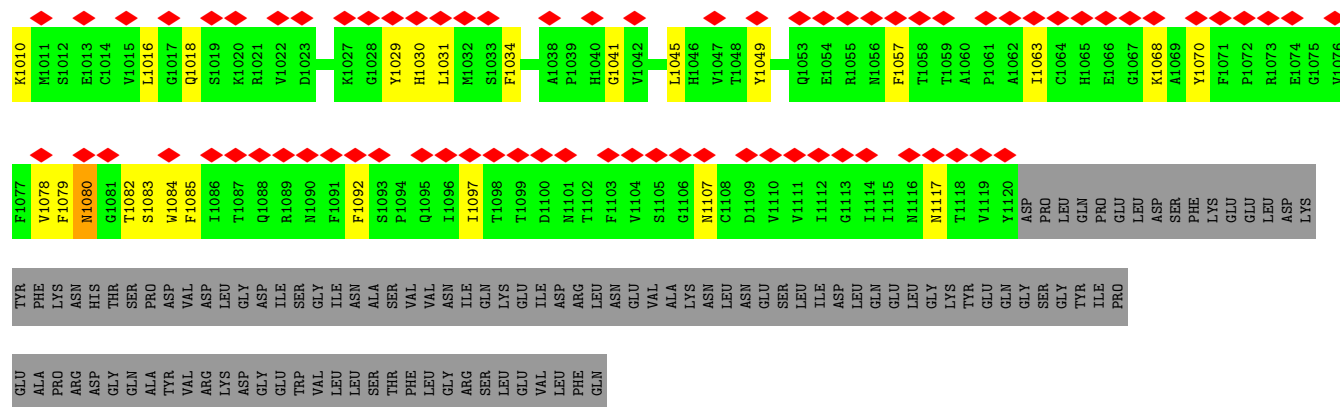 K1010 M1011 S1012 E1013 C1014 V1015 L1016 G1017 Q1018 S1019 K1020 R1021 V1022 D1023 K1027 G1028 Y1029 H1030 L1031 M1032 S1033 F1034 A1038 P1039 H1040 G1041 V1042 L1045 H1046 V1047 T1048 Y1049 Q1053 E1054 R1055 N1056 F1057 T1058 T1059 A1060 P1061 A1062 I1063 C1064 H1065 E1066 G1067 K1068 A1069 Y1070 F1071 P1072 R1073 E1074 G1075 V1076
F1077 V1078 F1079 N1080 G1081 T1082 S1083 W1084 F1085 I1086 T1087 Q1088 R1089 N1090 F1091 F1092 S1093 P1094 Q1095 I1096 I1097 T1098 T1099 D1100 N1101 T1102 F1103 V1104 S1105 G1106 N1107 C1108 D1109 V1110 V1111 I1112 G1113 I1114 I1115 N1116 N1117 T1118 V1119 Y1120 ASP PRO LEU GLN PRO GLU LEU ASP SER PHE LYS GLU GLU LEU ASP LYS
TYR PHE LYS ASN HIS THR SER PRO ASP VAL ASP LEU GLY ASP ILE SER GLY ILE ASN ALA SER VAL VAL ASN ILE GLN LYS GLU ILE ASP ARG LEU ASN GLU VAL ALA LYS ASN LEU ASN GLU SER LEU ILE ASP LEU GLN GLU LEU GLY LYS TYR GLU GLN GLY SER GLY TYR ILE PRO
GLU ALA PRO ARG ASP GLY GLN ALA TYR VAL ARG LYS ASP GLY GLU TRP VAL LEU LEU SER THR PHE LEU GLY ARG SER LEU GLU VAL LEU PHE GLN